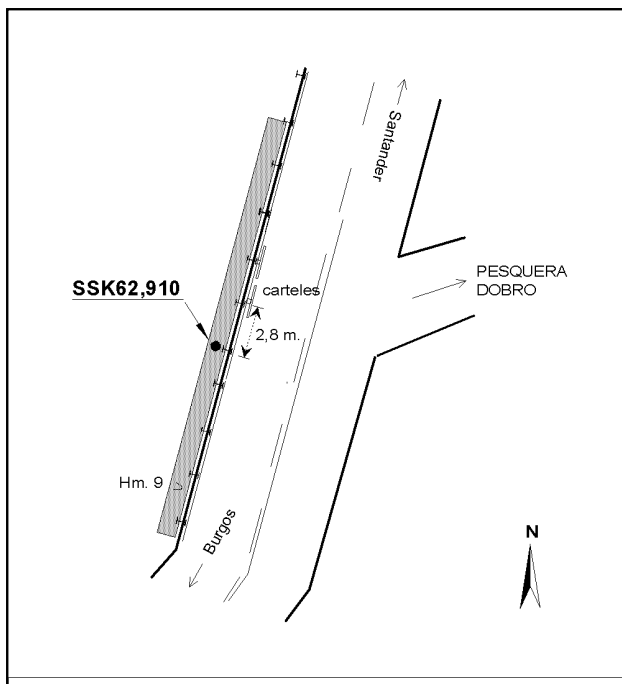 Santander
SSK62,910
carteles
PESQUERA
DOBRO
2,8 m.
Hm. 9
Burgos
N